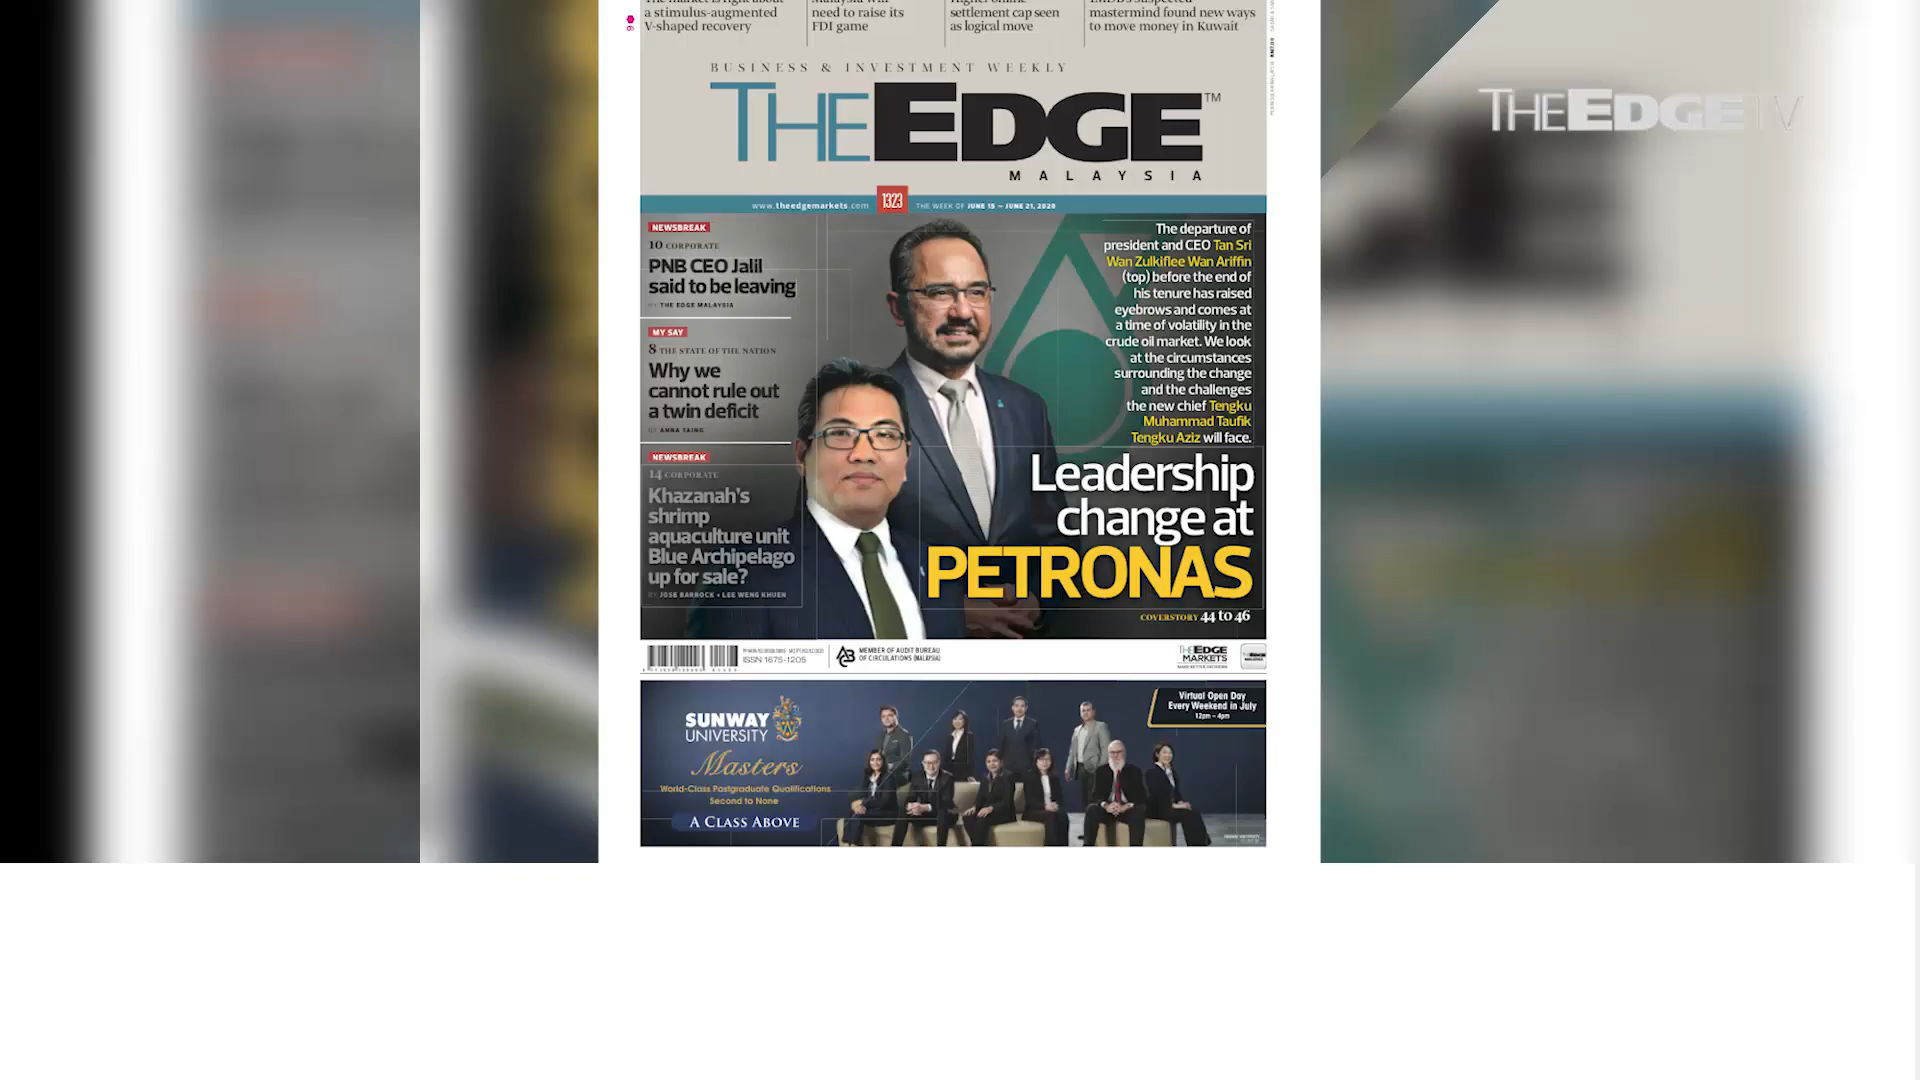 a stimulus-augmented
V-shaped recovery
need to raise its
FDI game
settlement cap seen
as logical move
mastermind found new ways
to move money in Kuwait
THE EDGE TV
BUSINESS & INVESTMENT WEEKLY
THE EDGE™
MALAYSIA
www.theedgemarkets.com 1323 THE WEEK OF JUNE 15 – JUNE 21, 2020
NEWSBREAK
10 CORPORATE
PNB CEO Jalil
said to be leaving
BY THE EDGE MALAYSIA
MY SAY
8 THE STATE OF THE NATION
Why we
cannot rule out
a twin deficit
BY ANNA TAING
NEWSBREAK
14 CORPORATE
Khazanah's
shrimp
aquaculture unit
Blue Archipelago
up for sale?
BY JOSE BARROCK + LEE WENG KHUEN
The departure of
president and CEO Tan Sri
Wan Zulkiflee Wan Ariffin
(top) before the end of
his tenure has raised
eyebrows and comes at
a time of volatility in the
crude oil market. We look
at the circumstances
surrounding the change
and the challenges
the new chief Tengku
Muhammad Taufik
Tengku Aziz will face.
Leadership
change at
PETRONAS
COVERSTORY 44 to 46
ISSN 1675-1205
MEMBER OF AUDIT BUREAU
OF CIRCULATIONS (MALAYSIA)
THE EDGE
MARKETS
SUNWAY
UNIVERSITY
Masters
World-Class Postgraduate Qualifications
Second to None
A CLASS ABOVE
Virtual Open Day
Every Weekend in July
12pm – 4pm